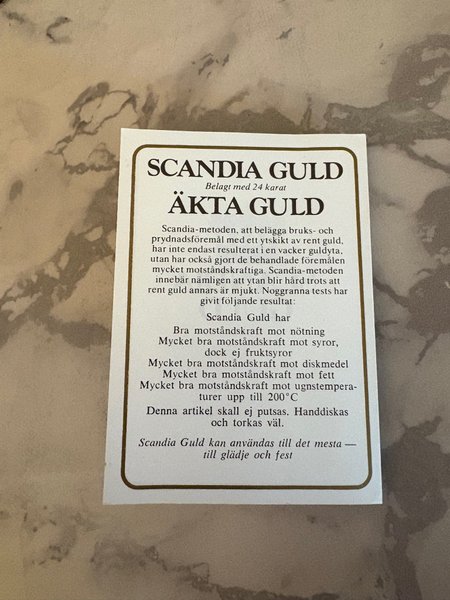 SCANDIA GULD
Belagt med 24 karat
ÄKTA GULD
Scandia-metoden, att belägga bruks- och
prydnadsföremål med ett ytskikt av rent guld,
har inte endast resulterat i en vacker guldyta,
utan har också gjort de behandlade föremålen
mycket motståndskraftiga. Scandia-metoden
innebär nämligen att ytan blir hård trots att
rent guld annars är mjukt. Noggranna tests har
givit följande resultat:
Scandia Guld har
Bra motståndskraft mot nötning
Mycket bra motståndskraft mot syror,
dock ej fruktsyror
Mycket bra motståndskraft mot diskmedel
Mycket bra motståndskraft mot fett
Mycket bra motståndskraft mot ugnstempera-
turer upp till 200°C
Denna artikel skall ej putsas. Handdiskas
och torkas väl.
Scandia Guld kan användas till det mesta —
till glädje och fest